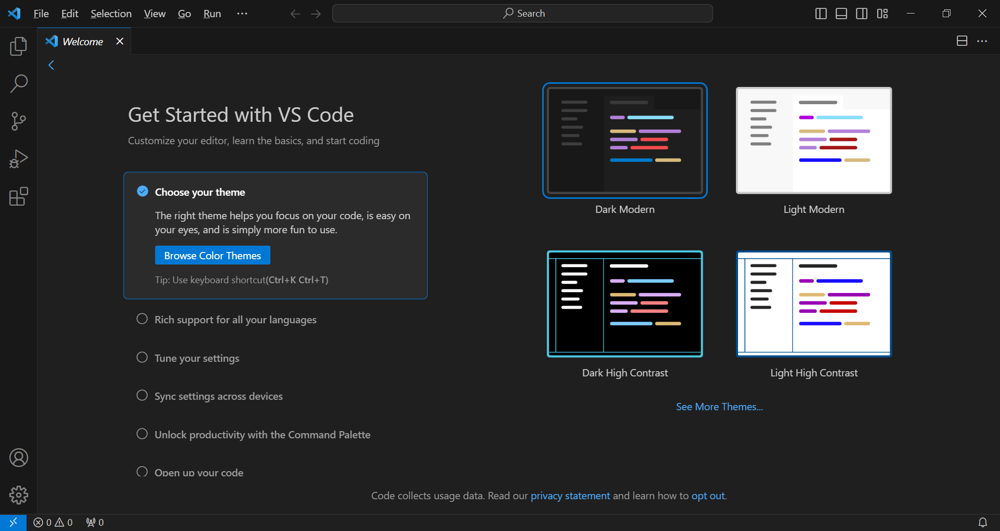 File Edit Selection View Go Run ···
Search
Welcome
Get Started with VS Code
Customize your editor, learn the basics, and start coding
Choose your theme
The right theme helps you focus on your code, is easy on
your eyes, and is simply more fun to use.
Browse Color Themes
Tip: Use keyboard shortcut(Ctrl+K Ctrl+T)
Rich support for all your languages
Tune your settings
Sync settings across devices
Unlock productivity with the Command Palette
Open up your code
Dark Modern
Light Modern
Dark High Contrast
Light High Contrast
See More Themes...
Code collects usage data. Read our privacy statement and learn how to opt out.
0 0 0